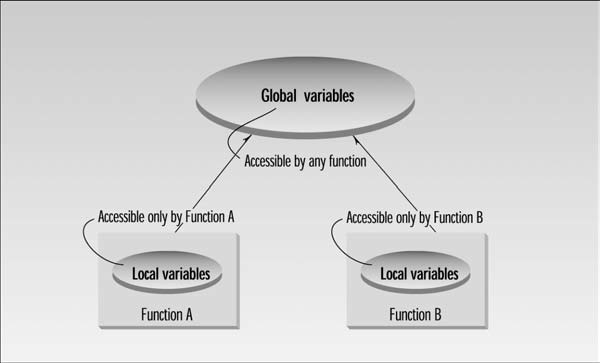 Global variables
Accessible by any function
Accessible only by Function A
Accessible only by Function B
Local variables
Local variables
Function A
Function B